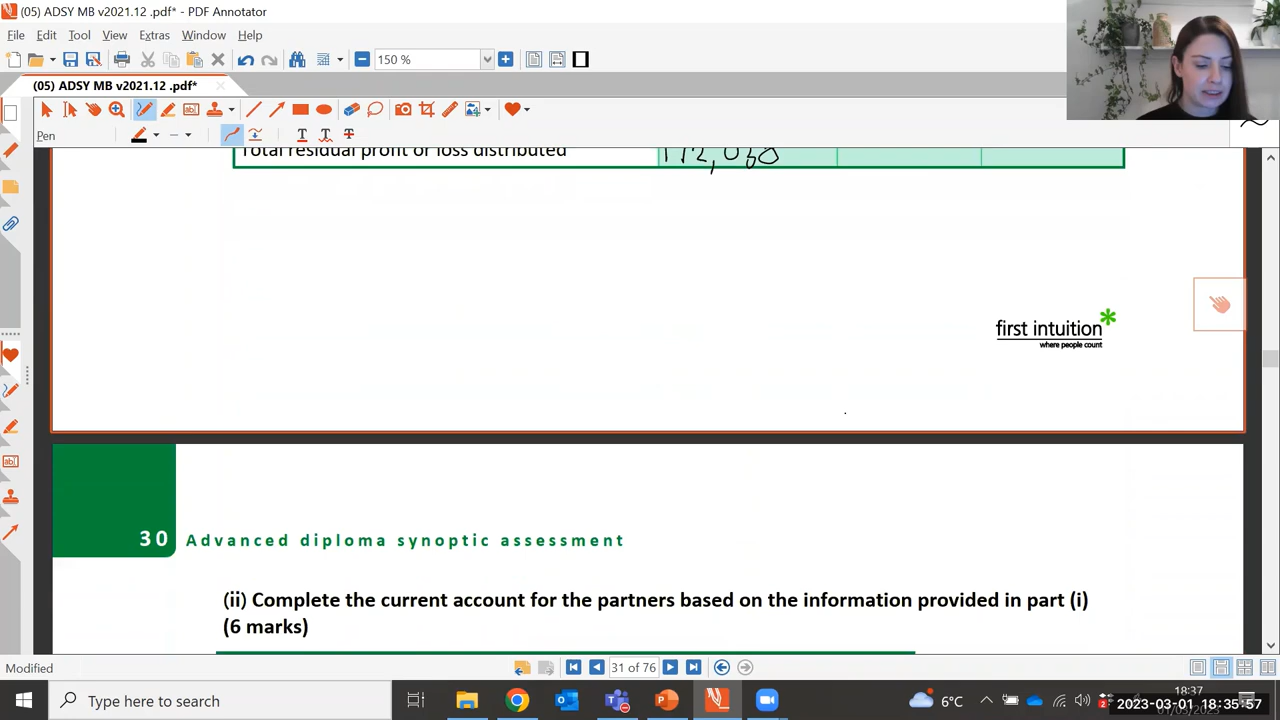 (05) ADSY MB v2021.12 .pdf* - PDF Annotator
File Edit Tool View Extras Window Help
150 %
(05) ADSY MB v2021.12 .pdf*
Pen
Total residual profit or loss distributed 172,068
first intuition*
where people count
30 Advanced diploma synoptic assessment
(ii) Complete the current account for the partners based on the information provided in part (i)
(6 marks)
Modified
31 of 76
Type here to search
6°C
18:37
2023-03-01 18:35:57